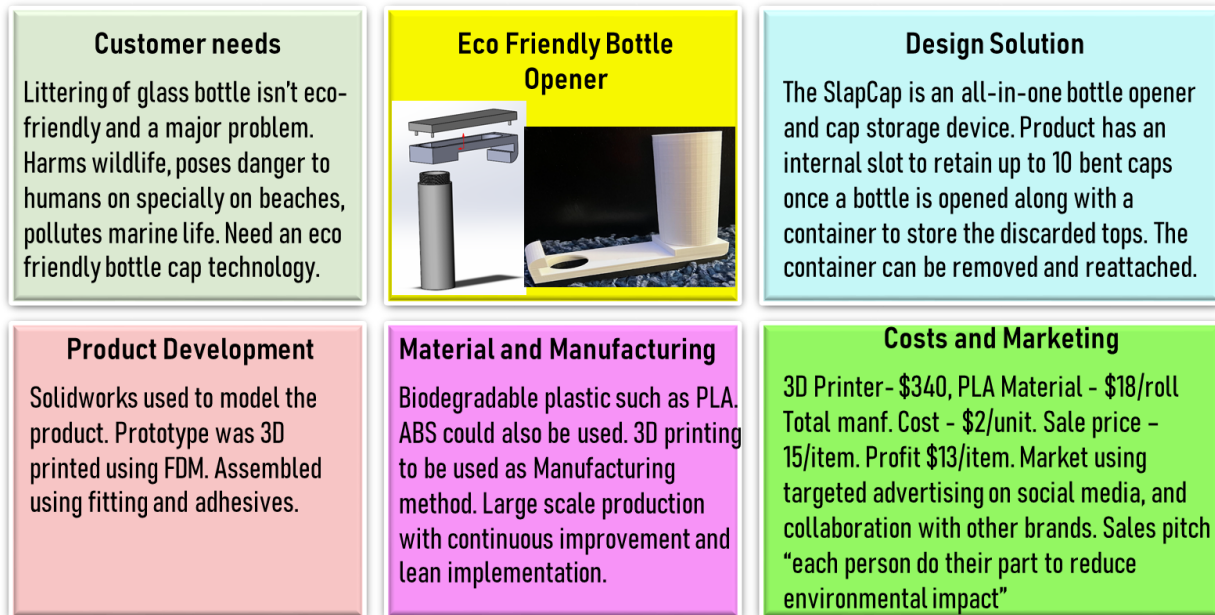 Customer needs
Littering of glass bottle isn't eco-
friendly and a major problem.
Harms wildlife, poses danger to
humans on specially on beaches,
pollutes marine life. Need an eco
friendly bottle cap technology.
Eco Friendly Bottle
Opener
Design Solution
The SlapCap is an all-in-one bottle opener
and cap storage device. Product has an
internal slot to retain up to 10 bent caps
once a bottle is opened along with a
container to store the discarded tops. The
container can be removed and reattached.
Product Development
Solidworks used to model the
product. Prototype was 3D
printed using FDM. Assembled
using fitting and adhesives.
Material and Manufacturing
Biodegradable plastic such as PLA.
ABS could also be used. 3D printing
to be used as Manufacturing
method. Large scale production
with continuous improvement and
lean implementation.
Costs and Marketing
3D Printer- $340, PLA Material - $18/roll
Total manf. Cost - $2/unit. Sale price –
15/item. Profit $13/item. Market using
targeted advertising on social media, and
collaboration with other brands. Sales pitch
“each person do their part to reduce
environmental impact”